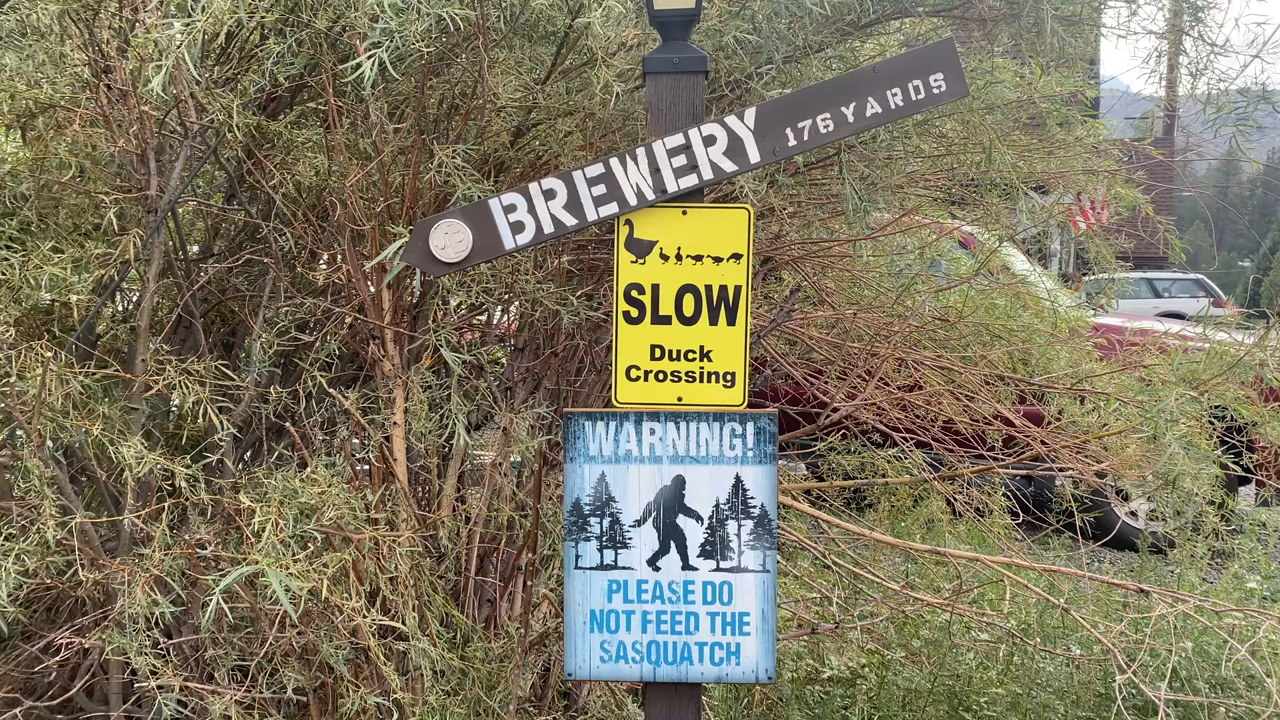 BREWERY 176 YARDS
SLOW
Duck
Crossing
WARNING!
PLEASE DO
NOT FEED THE
SASQUATCH